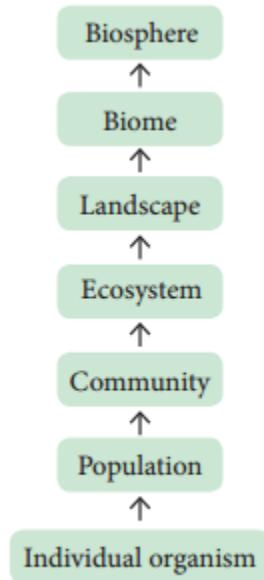 Biosphere
Biome
Landscape
Ecosystem
Community
Population
Individual organism